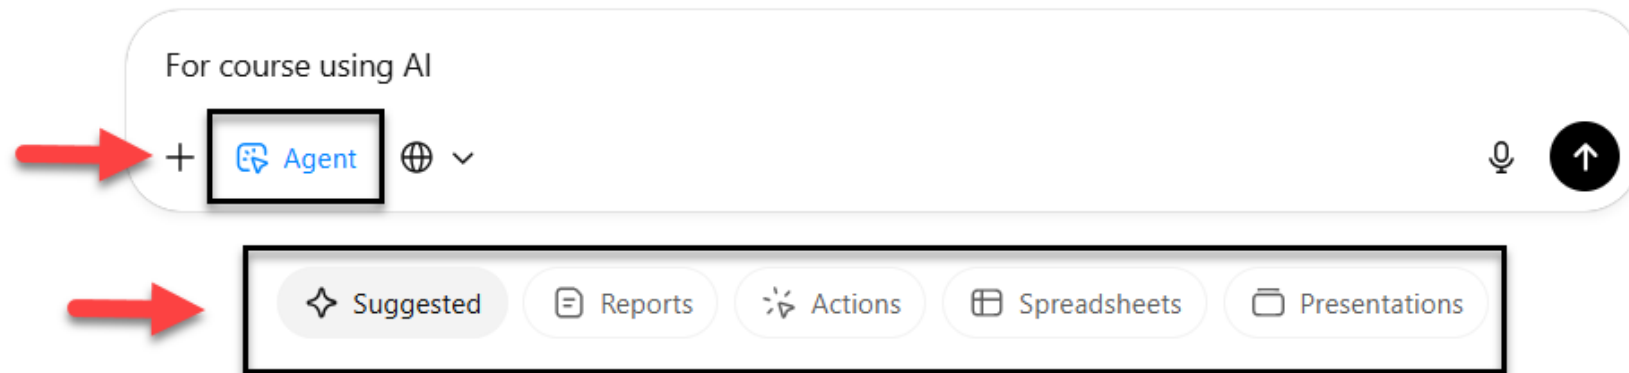 For course using AI
Agent
Suggested Reports Actions Spreadsheets Presentations